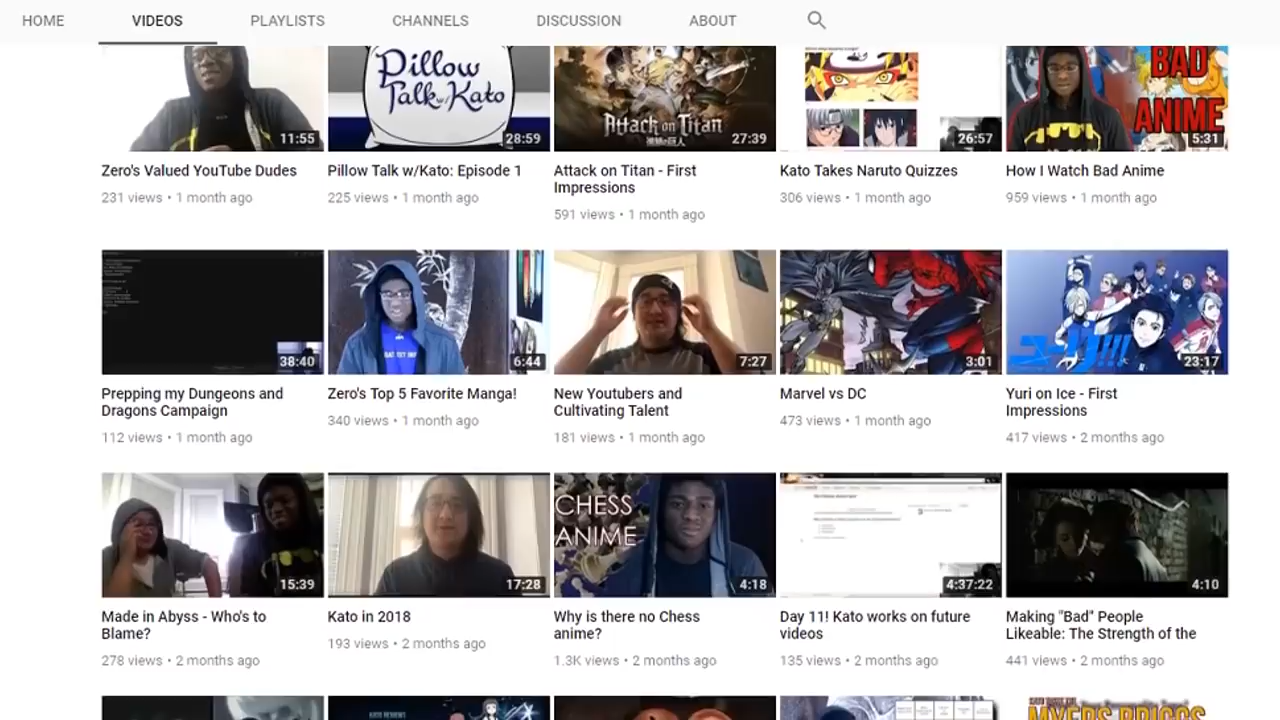 HOME VIDEOS PLAYLISTS CHANNELS DISCUSSION ABOUT
Pillow
Talk w/Kato
Attack on Titan
進撃の巨人
BAD
ANIME
11:55
28:59
27:39
26:57
5:31
Zero's Valued YouTube Dudes
231 views • 1 month ago
Pillow Talk w/Kato: Episode 1
225 views • 1 month ago
Attack on Titan - First
Impressions
591 views • 1 month ago
Kato Takes Naruto Quizzes
306 views • 1 month ago
How I Watch Bad Anime
959 views • 1 month ago
38:40
6:44
7:27
3:01
ユーリ!!!
23:17
Prepping my Dungeons and
Dragons Campaign
112 views • 1 month ago
Zero's Top 5 Favorite Manga!
340 views • 1 month ago
New Youtubers and
Cultivating Talent
181 views • 1 month ago
Marvel vs DC
473 views • 1 month ago
Yuri on Ice - First
Impressions
417 views • 2 months ago
15:39
17:28
CHESS
ANIME
4:18
4:37:22
4:10
Made in Abyss - Who's to
Blame?
278 views • 2 months ago
Kato in 2018
193 views • 2 months ago
Why is there no Chess
anime?
1.3K views • 2 months ago
Day 11! Kato works on future
videos
135 views • 2 months ago
Making "Bad" People
Likeable: The Strength of the
441 views • 2 months ago
KATO REVIEWS
MYERS BRIGGS